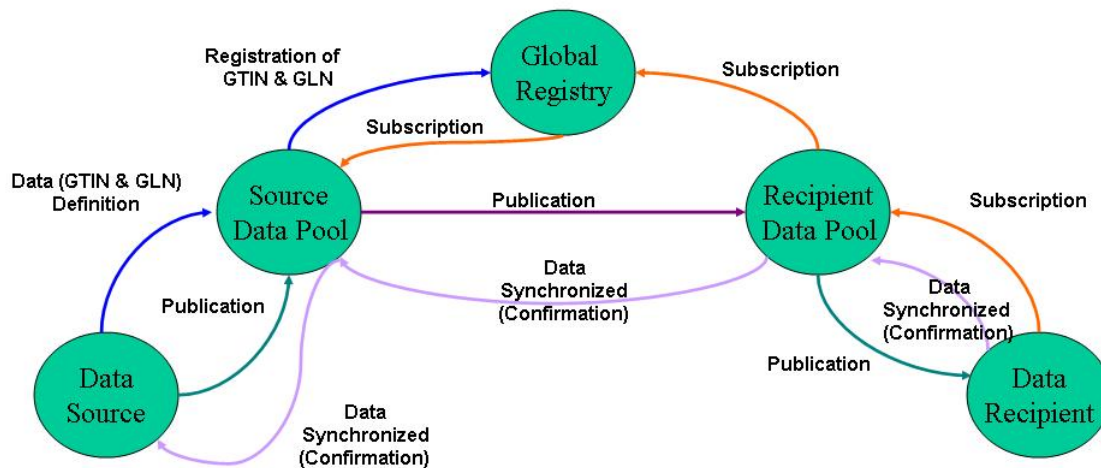 Registration of
GTIN & GLN
Global
Registry
Subscription
Subscription
Data (GTIN & GLN)
Definition
Source
Data Pool
Publication
Recipient
Data Pool
Subscription
Publication
Data
Synchronized
(Confirmation)
Data
Synchronized
(Confirmation)
Publication
Data
Source
Data
Synchronized
(Confirmation)
Data
Recipient